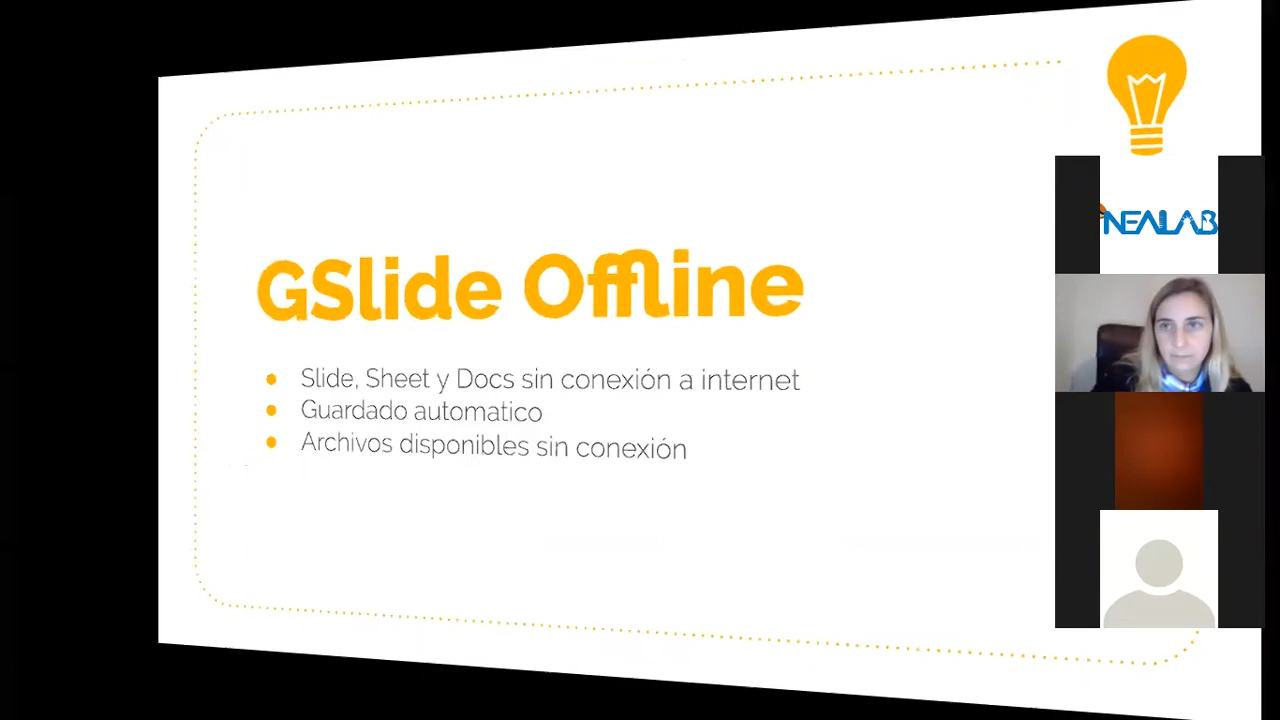 GSlide Offline
Slide, Sheet y Docs sin conexión a internet
Guardado automatico
Archivos disponibles sin conexión
NEALAB